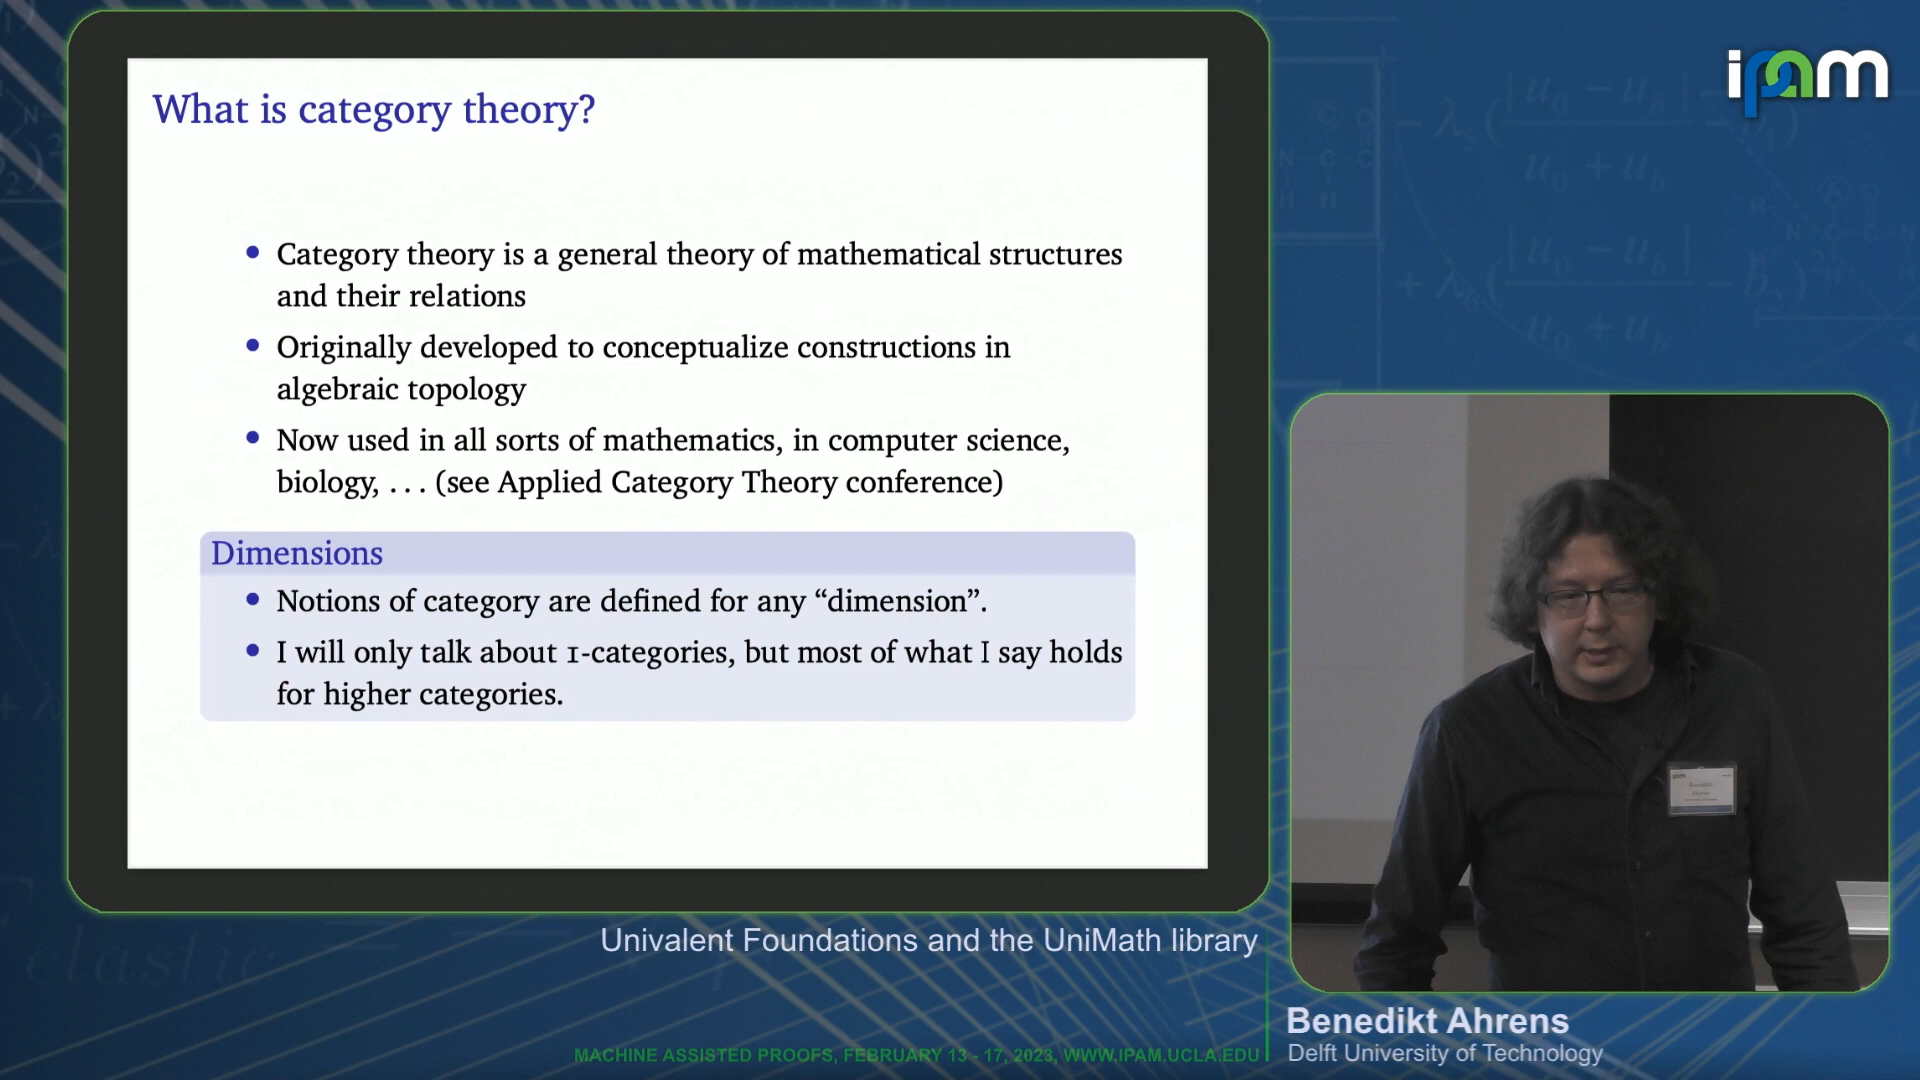 What is category theory?
• Category theory is a general theory of mathematical structures
and their relations
• Originally developed to conceptualize constructions in
algebraic topology
• Now used in all sorts of mathematics, in computer science,
biology, . . . (see Applied Category Theory conference)
Dimensions
• Notions of category are defined for any “dimension”.
• I will only talk about 1-categories, but most of what I say holds
for higher categories.
ipam
Univalent Foundations and the UniMath library
Benedikt Ahrens
Delft University of Technology
MACHINE ASSISTED PROOFS, FEBRUARY 13 - 17, 2023, WWW.IPAM.UCLA.EDU